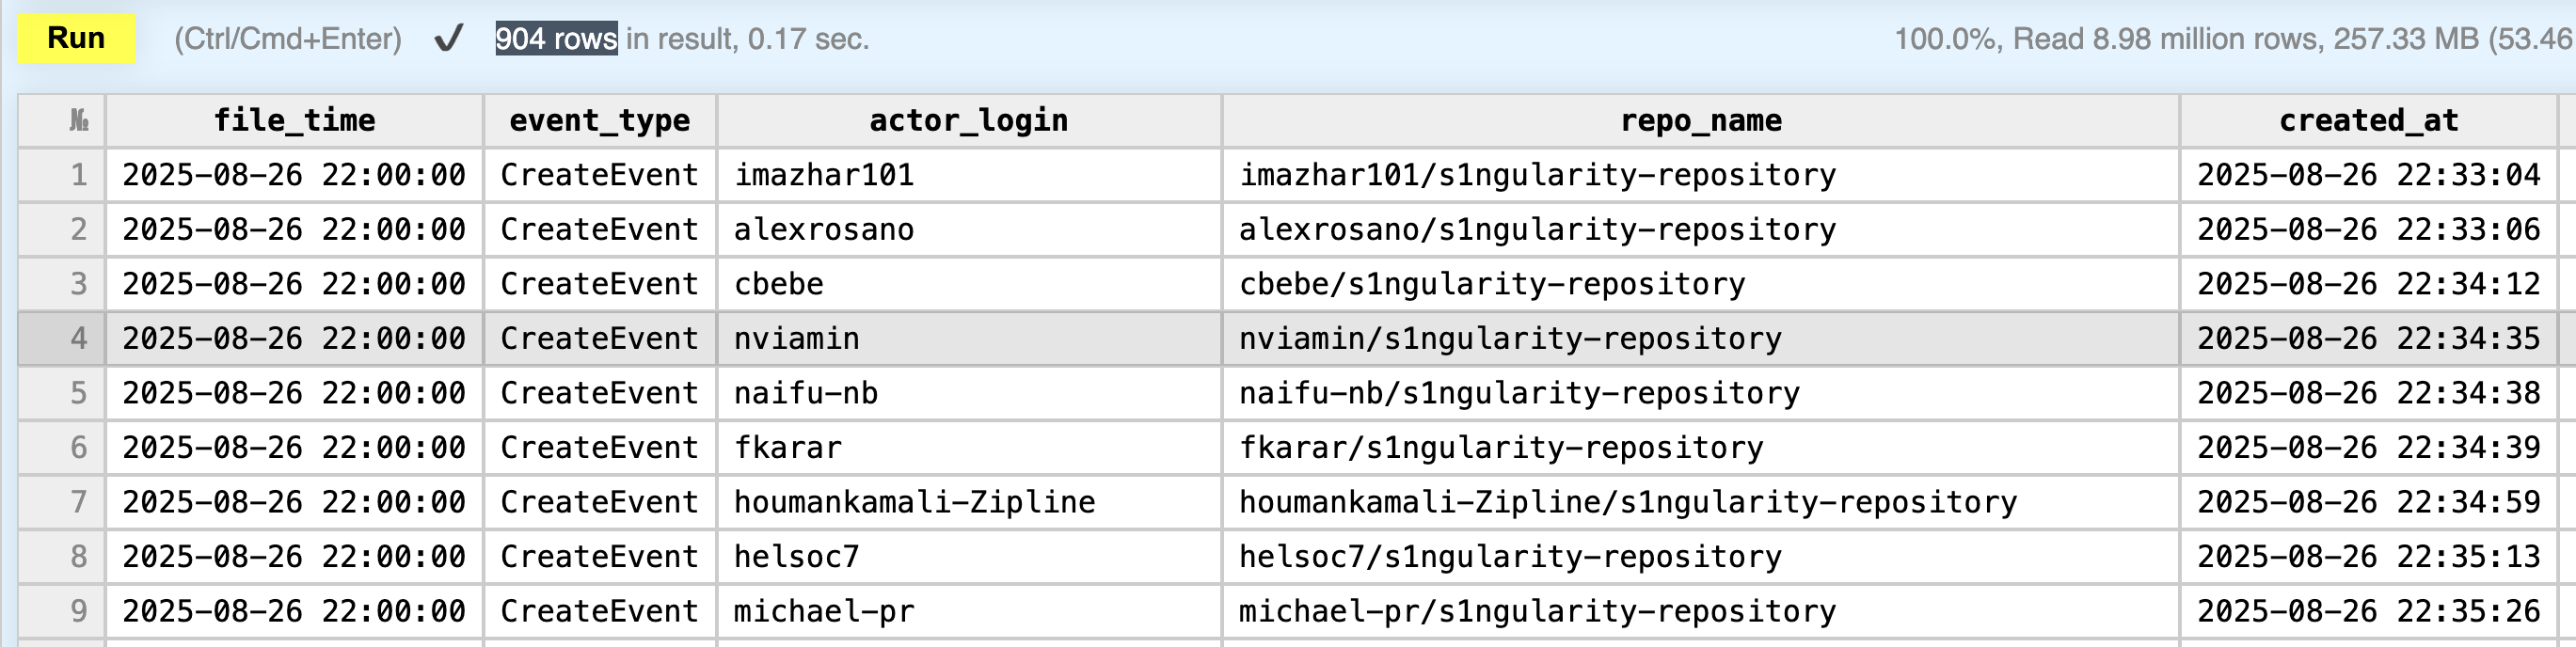 Run (Ctrl/Cmd+Enter) ✔ 904 rows in result, 0.17 sec. 100.0%, Read 8.98 million rows, 257.33 MB (53.46
№ file_time event_type actor_login repo_name created_at
1 2025-08-26 22:00:00 CreateEvent imazhar101 imazhar101/s1ngularity-repository 2025-08-26 22:33:04
2 2025-08-26 22:00:00 CreateEvent alexrosano alexrosano/s1ngularity-repository 2025-08-26 22:33:06
3 2025-08-26 22:00:00 CreateEvent cbebe cbebe/s1ngularity-repository 2025-08-26 22:34:12
4 2025-08-26 22:00:00 CreateEvent nviamin nviamin/s1ngularity-repository 2025-08-26 22:34:35
5 2025-08-26 22:00:00 CreateEvent naifu-nb naifu-nb/s1ngularity-repository 2025-08-26 22:34:38
6 2025-08-26 22:00:00 CreateEvent fkarar fkarar/s1ngularity-repository 2025-08-26 22:34:39
7 2025-08-26 22:00:00 CreateEvent houmankamali-Zipline houmankamali-Zipline/s1ngularity-repository 2025-08-26 22:34:59
8 2025-08-26 22:00:00 CreateEvent helsoc7 helsoc7/s1ngularity-repository 2025-08-26 22:35:13
9 2025-08-26 22:00:00 CreateEvent michael-pr michael-pr/s1ngularity-repository 2025-08-26 22:35:26